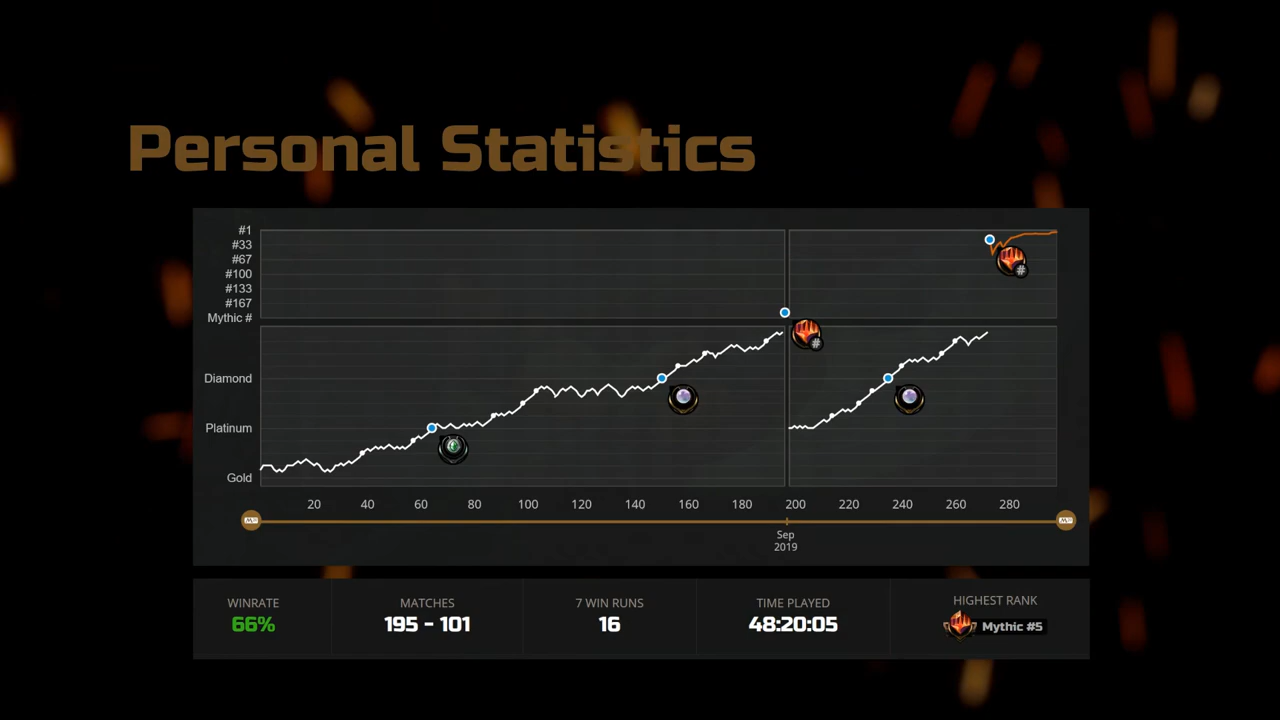 Personal Statistics
#1
#33
#67
#100
#133
#167
Mythic #
Diamond
Platinum
Gold
20 40 60 80 100 120 140 160 180 200 220 240 260 280
Sep
2019
WINRATE MATCHES 7 WIN RUNS TIME PLAYED HIGHEST RANK
66% 195 - 101 16 48:20:05 Mythic #5